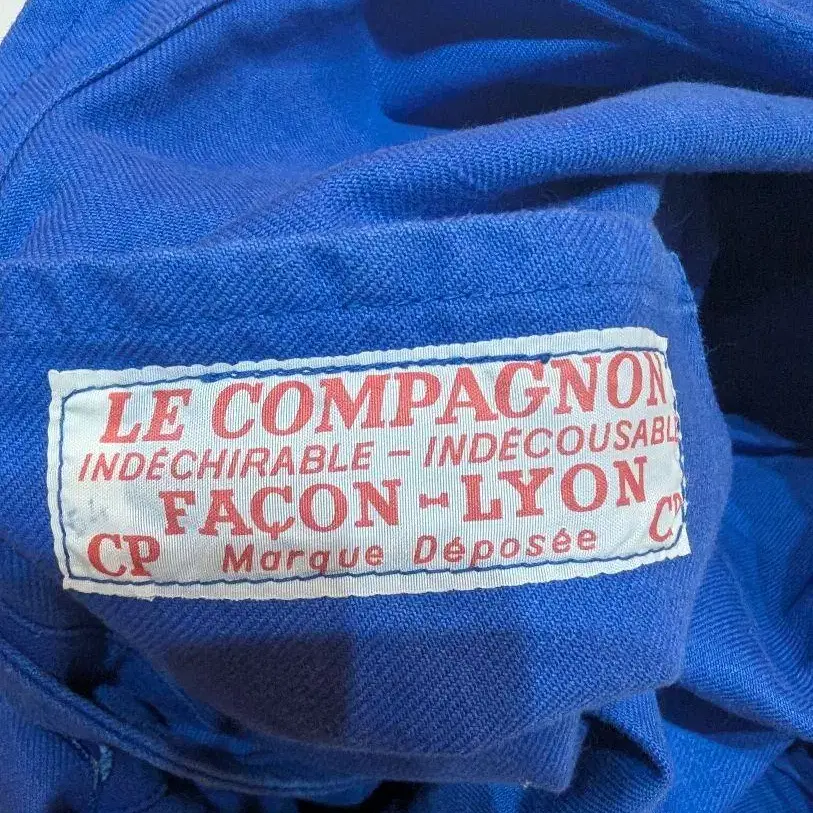 LE COMPAGNON
INDÉCHIRABLE - INDÉCOUSABL
FAÇON - LYON
CP Marque Déposée CP